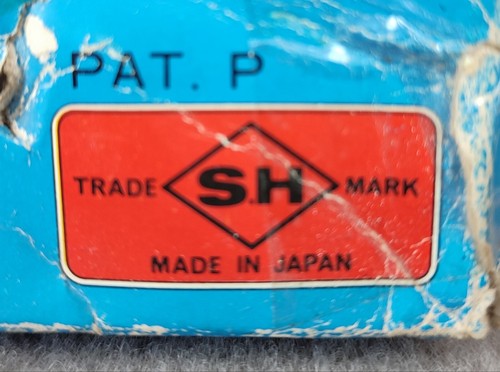 PAT. P
TRADE S.H MARK
MADE IN JAPAN